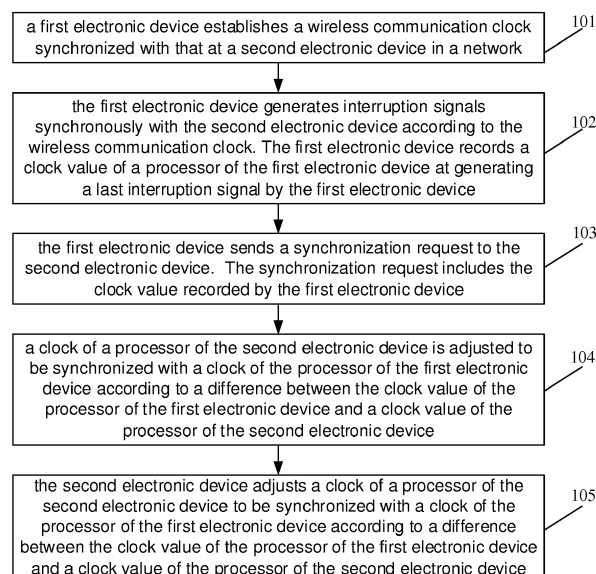 a first electronic device establishes a wireless communication clock
synchronized with that at a second electronic device in a network
101
the first electronic device generates interruption signals
synchronously with the second electronic device according to the
wireless communication clock. The first electronic device records a
clock value of a processor of the first electronic device at generating
a last interruption signal by the first electronic device
102
the first electronic device sends a synchronization request to the
second electronic device. The synchronization request includes the
clock value recorded by the first electronic device
103
a clock of a processor of the second electronic device is adjusted to
be synchronized with a clock of the processor of the first electronic
device according to a difference between the clock value of the
processor of the first electronic device and a clock value of the
processor of the second electronic device
104
the second electronic device adjusts a clock of a processor of the
second electronic device to be synchronized with a clock of the
processor of the first electronic device according to a difference
between the clock value of the processor of the first electronic device
and a clock value of the processor of the second electronic device
105